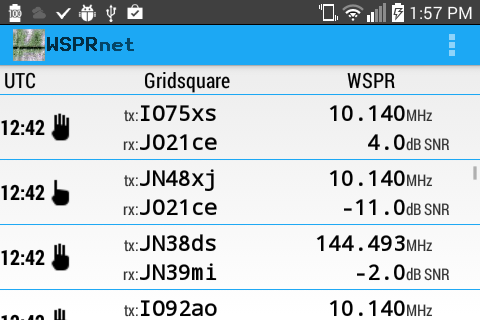 1:57 PM
WSPRnet
UTC Gridsquare WSPR
tx:IO75xs 10.140MHz
12:42
rx:JO21ce 4.0dB SNR
tx:JN48xj 10.140MHz
12:42
rx:JO21ce -11.0dB SNR
tx:JN38ds 144.493MHz
12:42
rx:JN39mi -2.0dB SNR
tx:IO92ao 10.140MHz
12:42